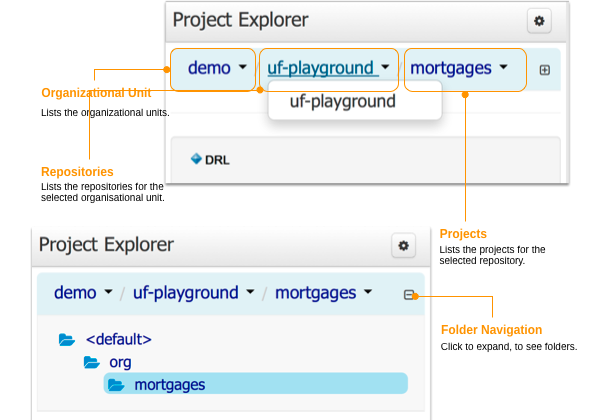 Project Explorer
demo / uf-playground / mortgages
Organizational Unit
uf-playground
Lists the organizational units.
DRL
Repositories
Lists the repositories for the
selected organisational unit.
Projects
Lists the projects for the
selected repository.
Project Explorer
demo / uf-playground / mortgages
<default>
Folder Navigation
Click to expand, to see folders.
org
mortgages